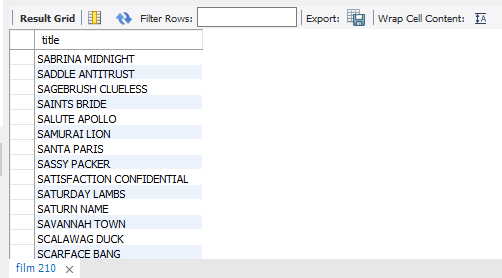 Result Grid Filter Rows: Export: Wrap Cell Content:
title
SABRINA MIDNIGHT
SADDLE ANTITRUST
SAGEBRUSH CLUELESS
SAINTS BRIDE
SALUTE APOLLO
SAMURAI LION
SANTA PARIS
SASSY PACKER
SATISFACTION CONFIDENTIAL
SATURDAY LAMBS
SATURN NAME
SAVANNAH TOWN
SCALAWAG DUCK
SCARFACE BANG
film 210